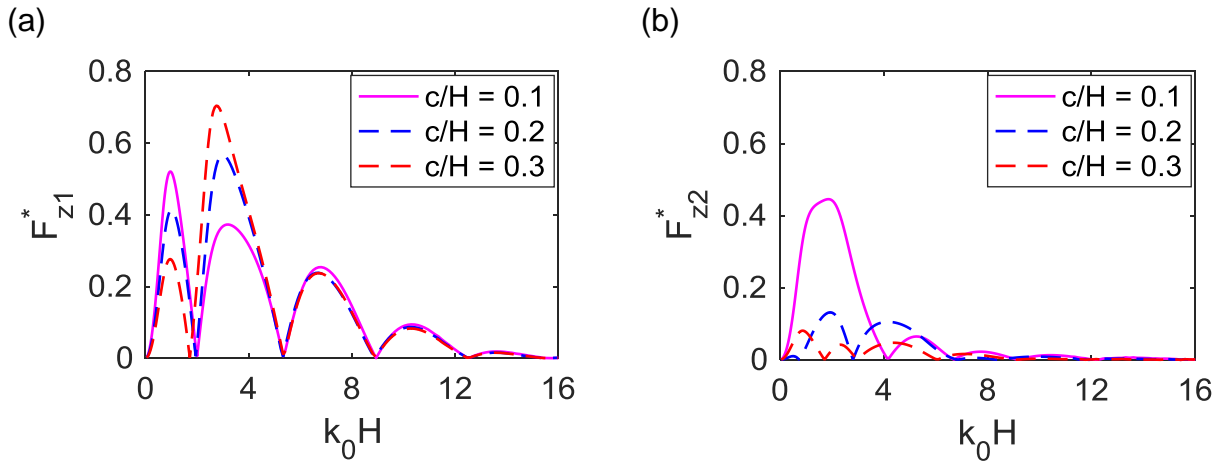 (a)
0.8
0.6
0.4
0.2
0
F*z1
0 4 8 12 16
k0H
c/H = 0.1
c/H = 0.2
c/H = 0.3
(b)
0.8
0.6
0.4
0.2
0
F*z2
0 4 8 12 16
k0H
c/H = 0.1
c/H = 0.2
c/H = 0.3